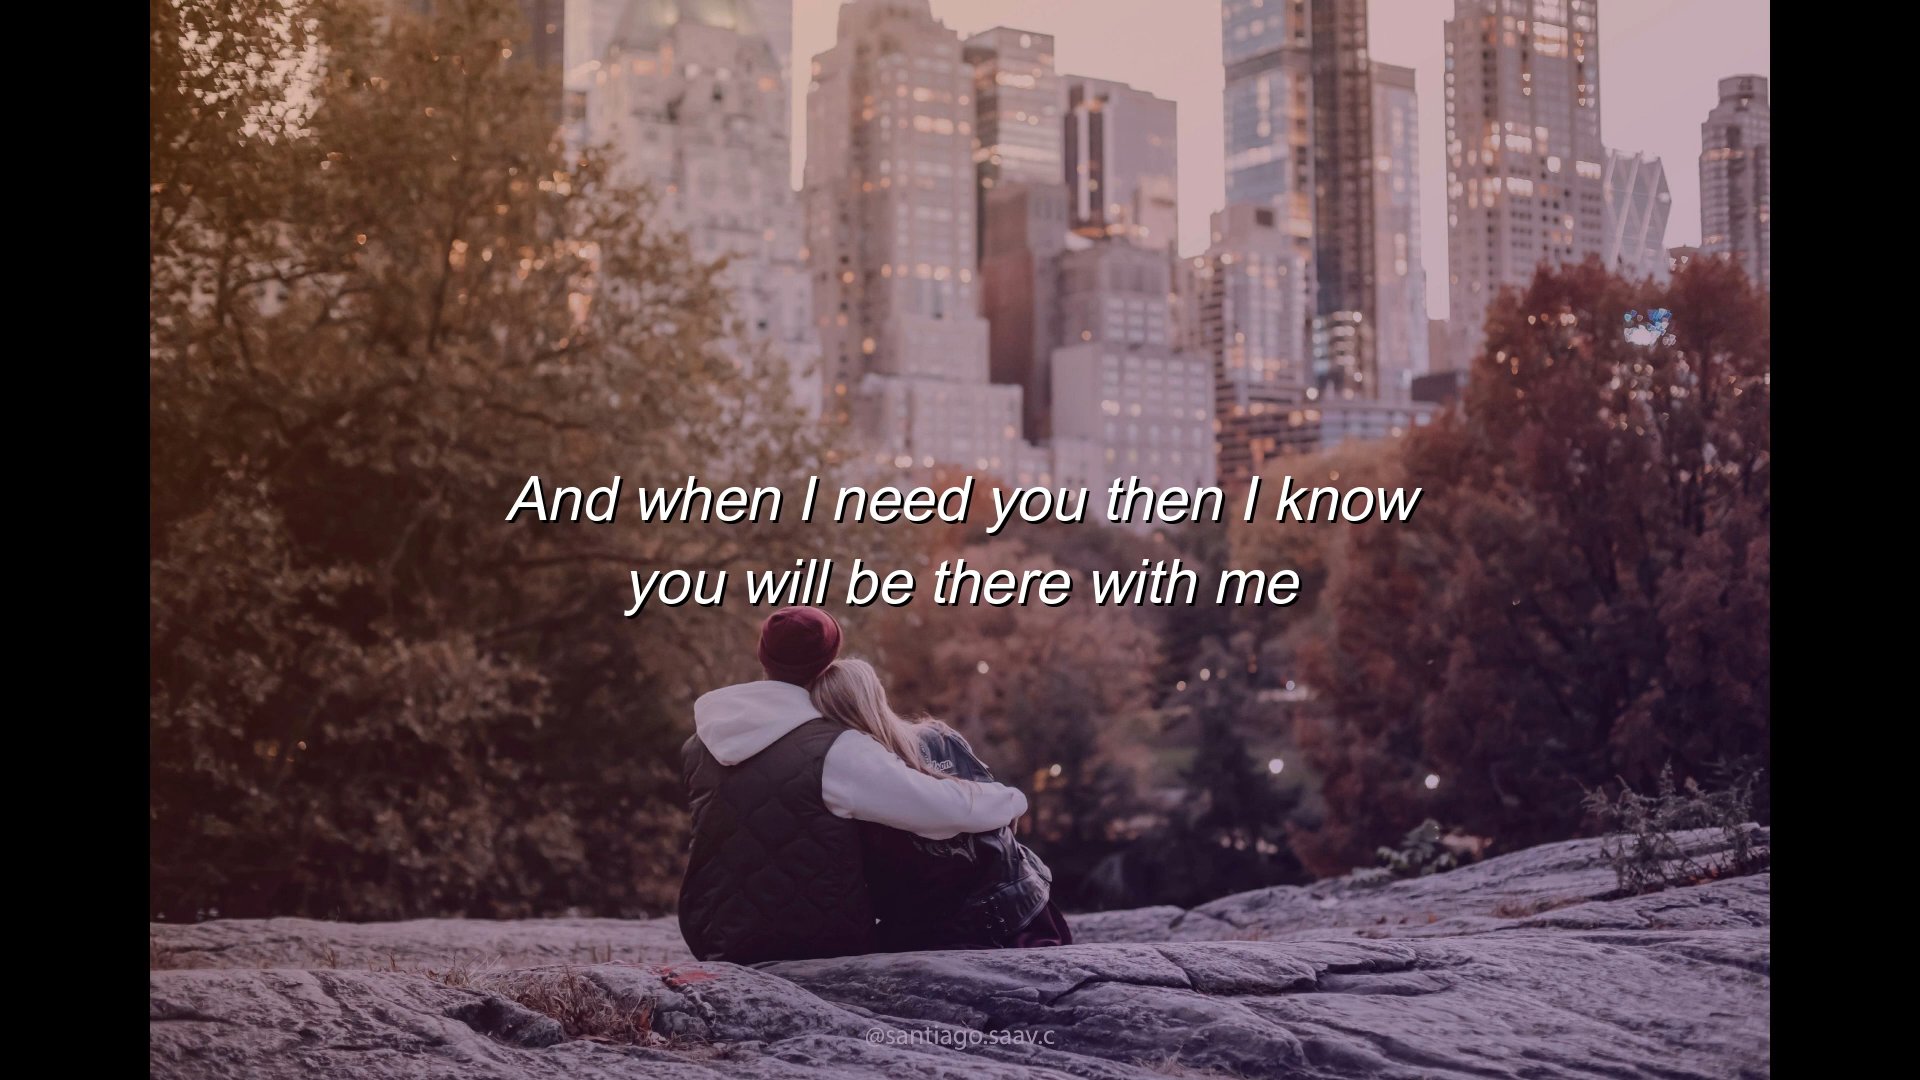 And when I need you then I know
you will be there with me
@santiago.saav.c